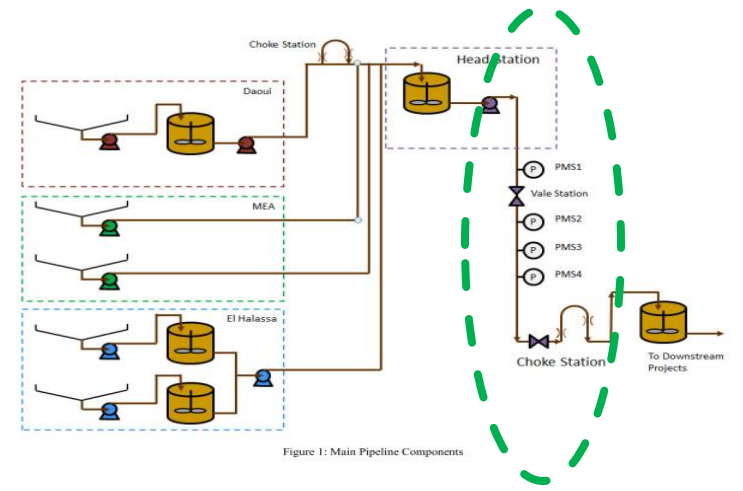 Choke Station
Head Station
Daoui
P PMS1
Vale Station
MEA
P PMS2
P PMS3
P PMS4
El Halassa
Choke Station
To Downstream
Projects
Figure 1: Main Pipeline Components